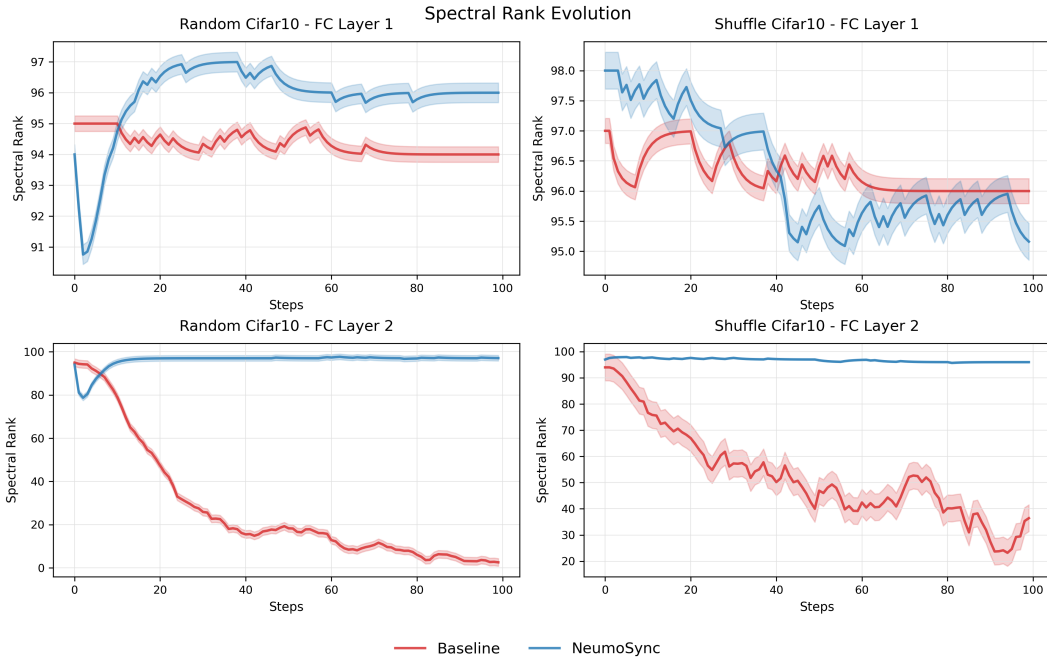 Spectral Rank Evolution
Random Cifar10 - FC Layer 1
97
96
95
94
93
92
91
Spectral Rank
0 20 40 60 80 100
Steps
Shuffle Cifar10 - FC Layer 1
98.0
97.5
97.0
96.5
96.0
95.5
95.0
Spectral Rank
0 20 40 60 80 100
Steps
Random Cifar10 - FC Layer 2
100
80
60
40
20
0
Spectral Rank
0 20 40 60 80 100
Steps
Shuffle Cifar10 - FC Layer 2
100
90
80
70
60
50
40
30
20
Spectral Rank
0 20 40 60 80 100
Steps
Baseline NeumoSync